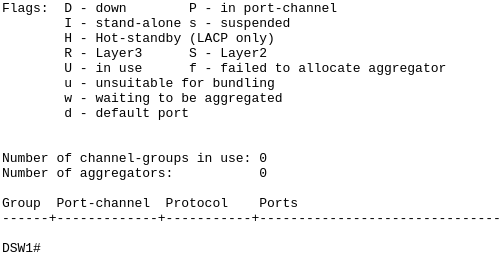 Flags:  D - down        P - in port-channel
        I - stand-alone s - suspended
        H - Hot-standby (LACP only)
        R - Layer3      S - Layer2
        U - in use      f - failed to allocate aggregator
        u - unsuitable for bundling
        w - waiting to be aggregated
        d - default port
Number of channel-groups in use: 0
Number of aggregators:           0
Group  Port-channel  Protocol    Ports
------+-------------+-----------+-------------------------------
DSW1#